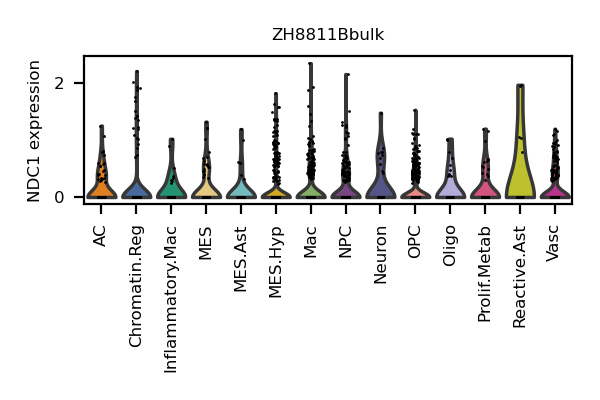 ZH8811Bbulk
NDC1 expression
2
0
AC
Chromatin.Reg
Inflammatory.Mac
MES
MES.Ast
MES.Hyp
Mac
NPC
Neuron
OPC
Oligo
Prolif.Metab
Reactive.Ast
Vasc